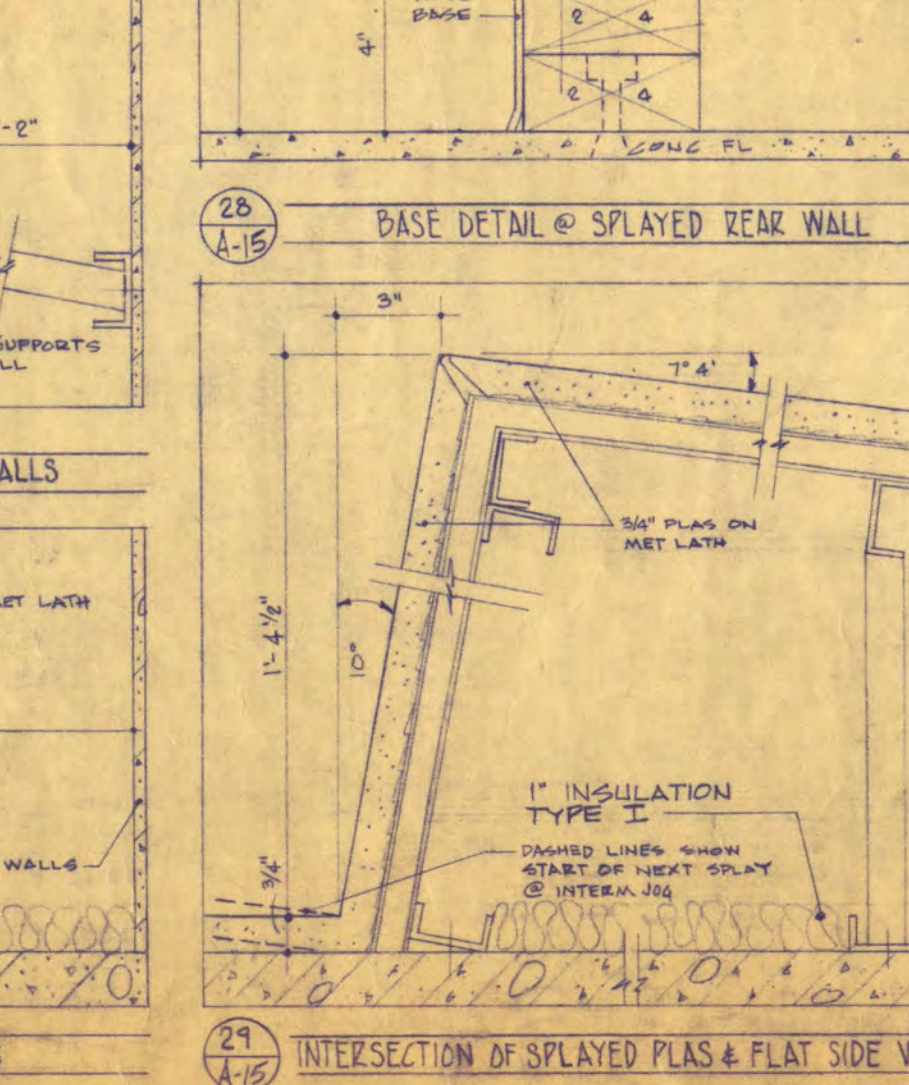 BASE
4"
2 4
2 4
-2"
CONC FL
28
A-15
BASE DETAIL @ SPLAYED REAR WALL
SUPPORTS
ALLS
3"
7° 4'
3/4" PLAS ON
MET LATH
1'-4 1/2"
10°
LATH
WALLS
1" INSULATION
TYPE I
DASHED LINES SHOW
START OF NEXT SPLAY
@ INTERM JOG
3/4"
29
A-15
INTERSECTION OF SPLAYED PLAS & FLAT SIDE